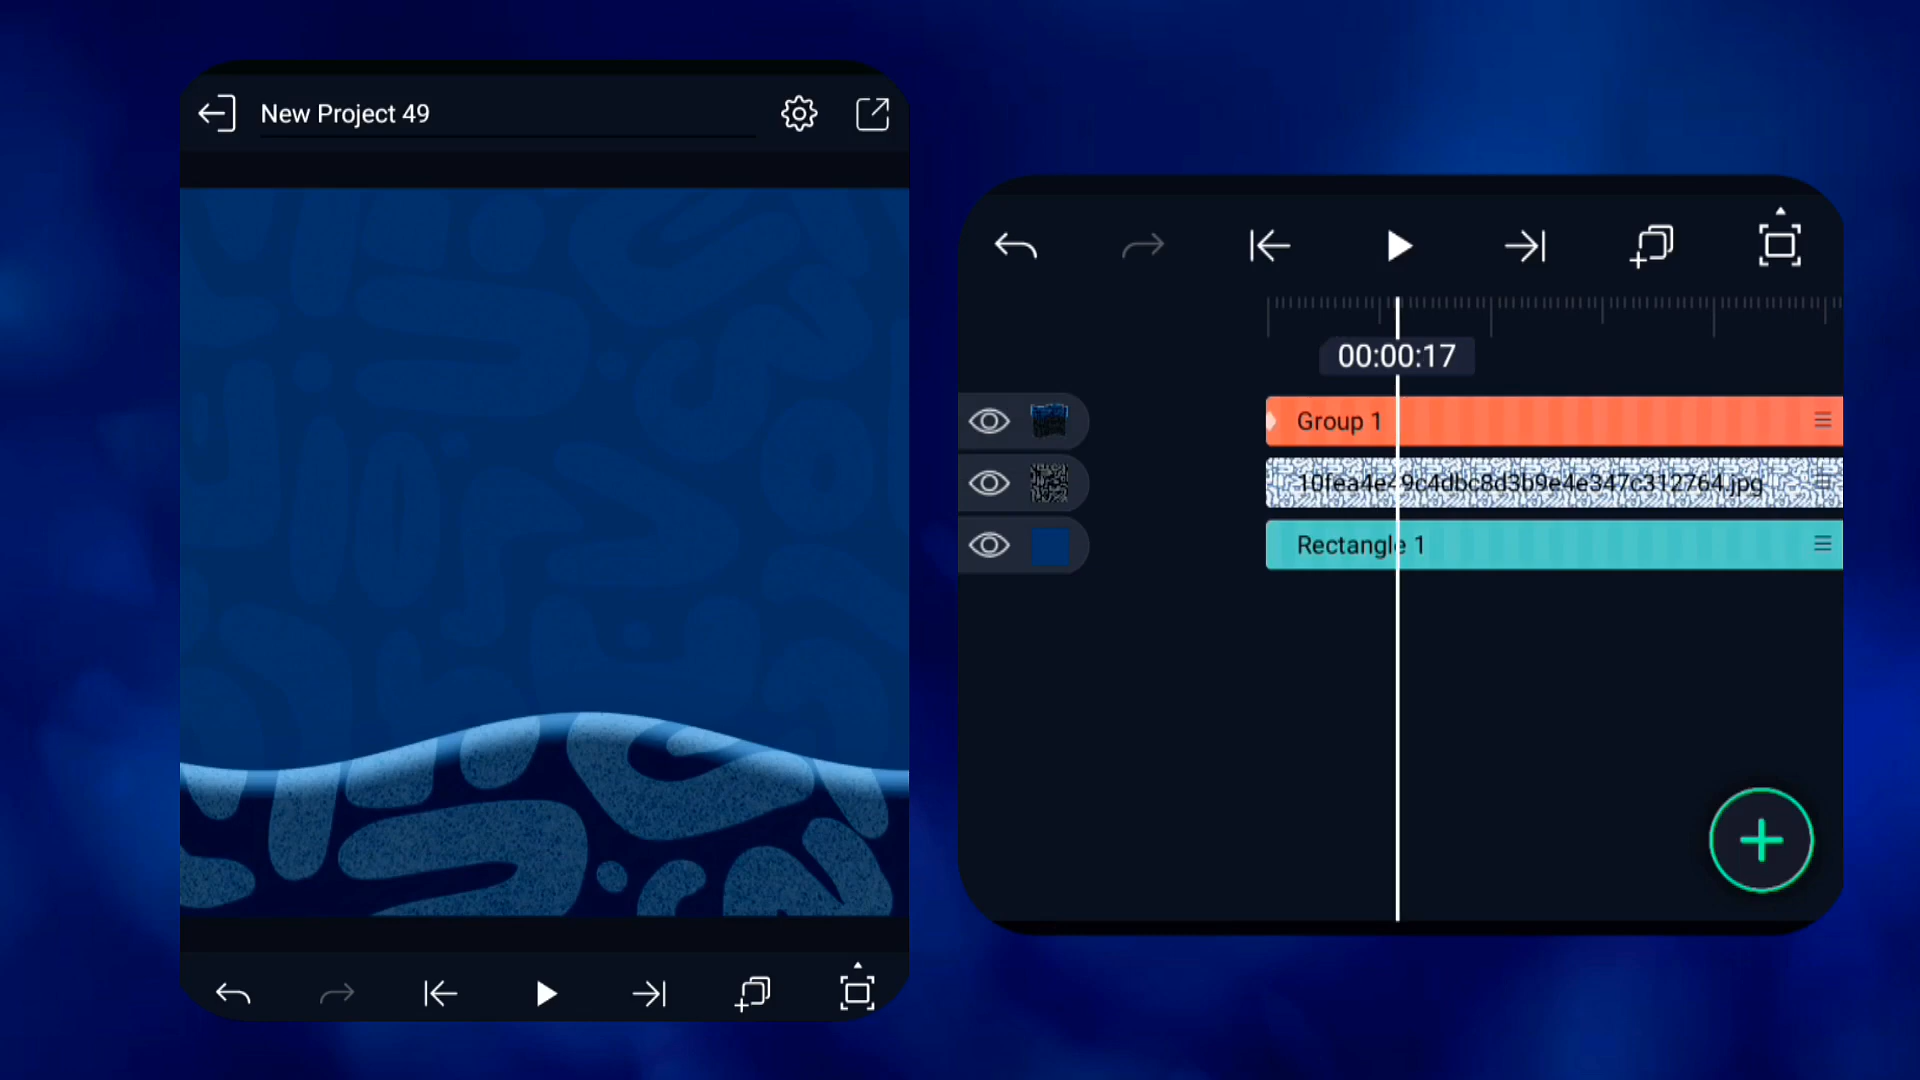 New Project 49
00:00:17
Group 1
10fea4e49c4dbc8d3b9e4e347c312764.jpg
Rectangle 1